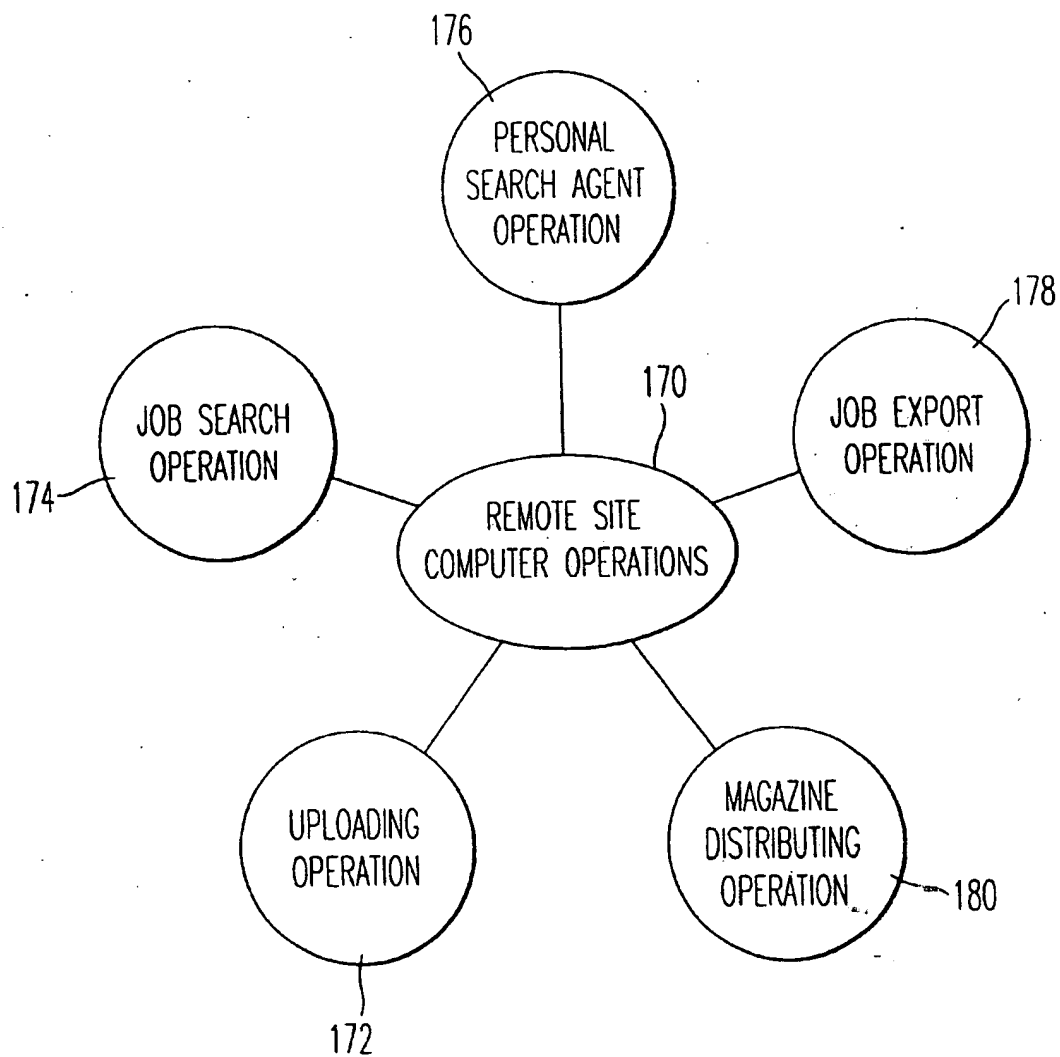 176
PERSONAL
SEARCH AGENT
OPERATION
178
170
JOB SEARCH
OPERATION
JOB EXPORT
OPERATION
174
REMOTE SITE
COMPUTER OPERATIONS
UPLOADING
OPERATION
MAGAZINE
DISTRIBUTING
OPERATION
180
172